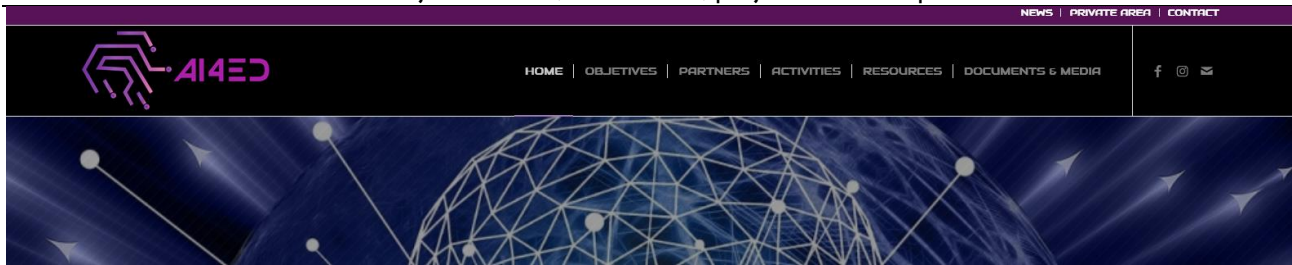 NEWS | PRIVATE AREA | CONTACT
AI4ED
HOME | OBJETIVES | PARTNERS | ACTIVITIES | RESOURCES | DOCUMENTS & MEDIA